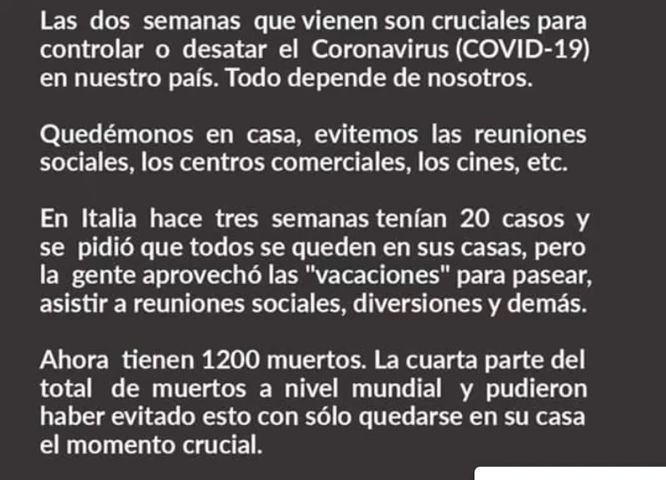 Las dos semanas que vienen son cruciales para
controlar o desatar el Coronavirus (COVID-19)
en nuestro país. Todo depende de nosotros.
Quedémonos en casa, evitemos las reuniones
sociales, los centros comerciales, los cines, etc.
En Italia hace tres semanas tenían 20 casos y
se pidió que todos se queden en sus casas, pero
la gente aprovechó las "vacaciones" para pasear,
asistir a reuniones sociales, diversiones y demás.
Ahora tienen 1200 muertos. La cuarta parte del
total de muertos a nivel mundial y pudieron
haber evitado esto con sólo quedarse en su casa
el momento crucial.